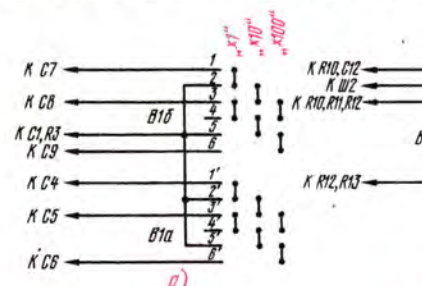 „х1“ „х10“ „х100“
К С7
1
К R10, С12
2
К Ш2
К С8
3
К R10, R11, R12
В1б
4
К С1, R3
5
В
К С9
6
К С4
1'
К R12, R13
2'
К С5
3'
В1а
4'
5'
К С6
6'
а)